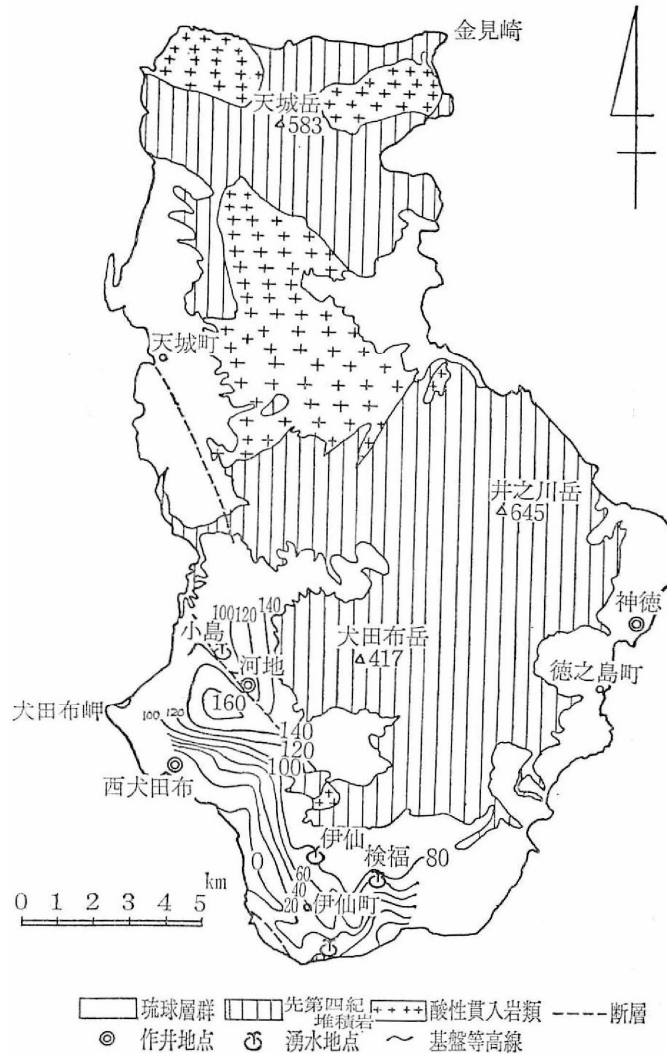 金見崎
天城岳
△583
天城町
井之川岳
△645
神徳
100 120 140
小島
犬田布岳
△417
河地
徳之島町
160
犬田布岬
100 120
140
120
100
西犬田布
伊仙
検福
80
0
60
40
20
伊仙町
km
0 1 2 3 4 5
琉球層群 先第四紀堆積岩 酸性貫入岩類 断層
作井地点 湧水地点 基盤等高線